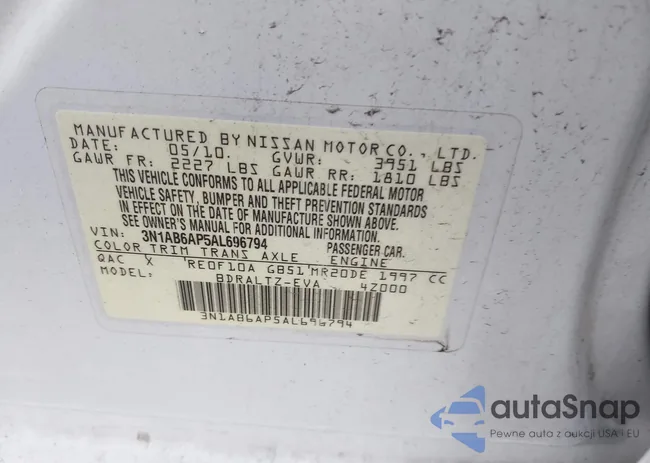 MANUFACTURED BY NISSAN MOTOR CO., LTD.
DATE: 05/10. GVWR: 3951 LBS
GAWR FR: 2227 LBS GAWR RR: 1810 LBS
THIS VEHICLE CONFORMS TO ALL APPLICABLE FEDERAL MOTOR
VEHICLE SAFETY, BUMPER AND THEFT PREVENTION STANDARDS
IN EFFECT ON THE DATE OF MANUFACTURE SHOWN ABOVE.
SEE OWNER'S MANUAL FOR ADDITIONAL INFORMATION.
VIN: 3N1AB6AP5AL696794 PASSENGER CAR.
COLOR TRIM TRANS AXLE ENGINE
QAC X RE0F10A GB51 MR20DE 1997 CC
MODEL: BDRALTZ-EVA 4Z000
3N1AB6AP5AL696794
autaSnap
Pewne auta z aukcji USA i EU